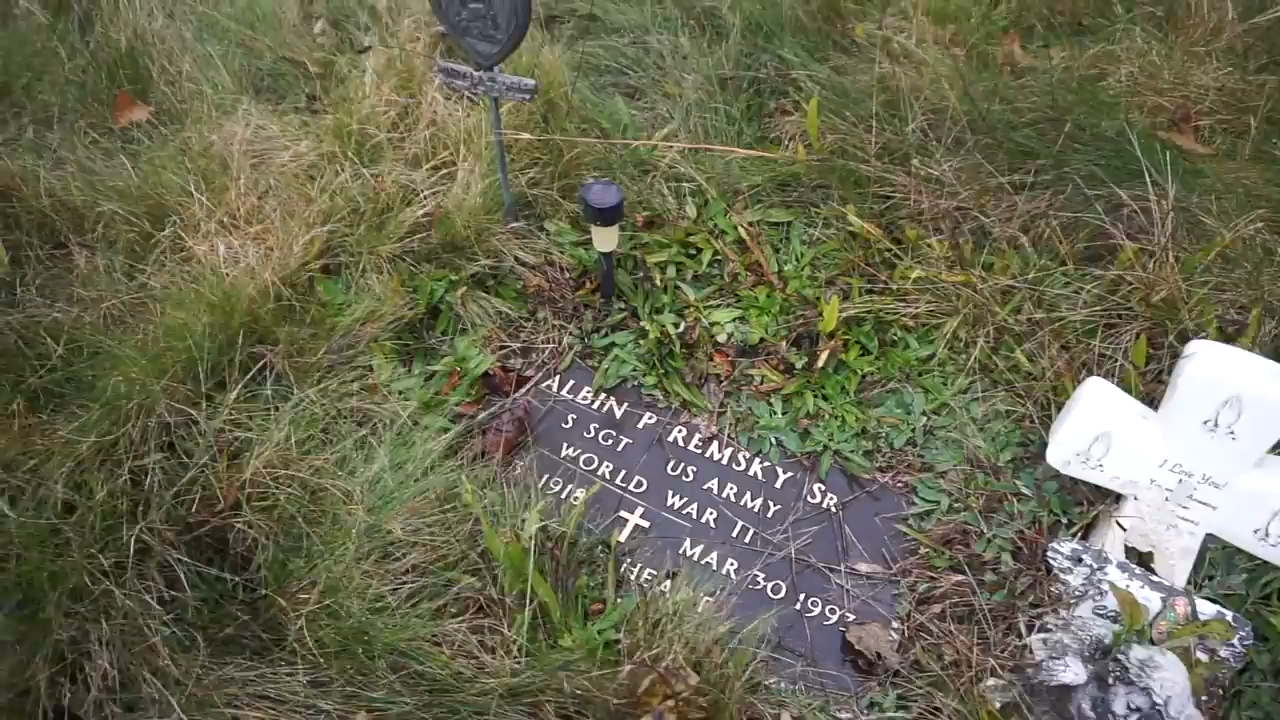 ALBIN P REMSKY SR
S SGT US ARMY
WORLD WAR II
1918 MAR 30 1997
I Love You!